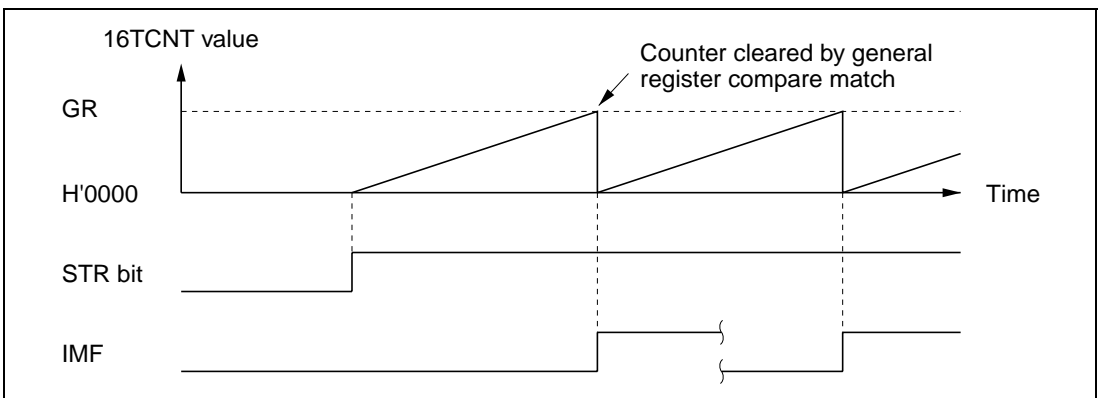 16TCNT value
Counter cleared by general
register compare match
GR
H'0000
Time
STR bit
IMF